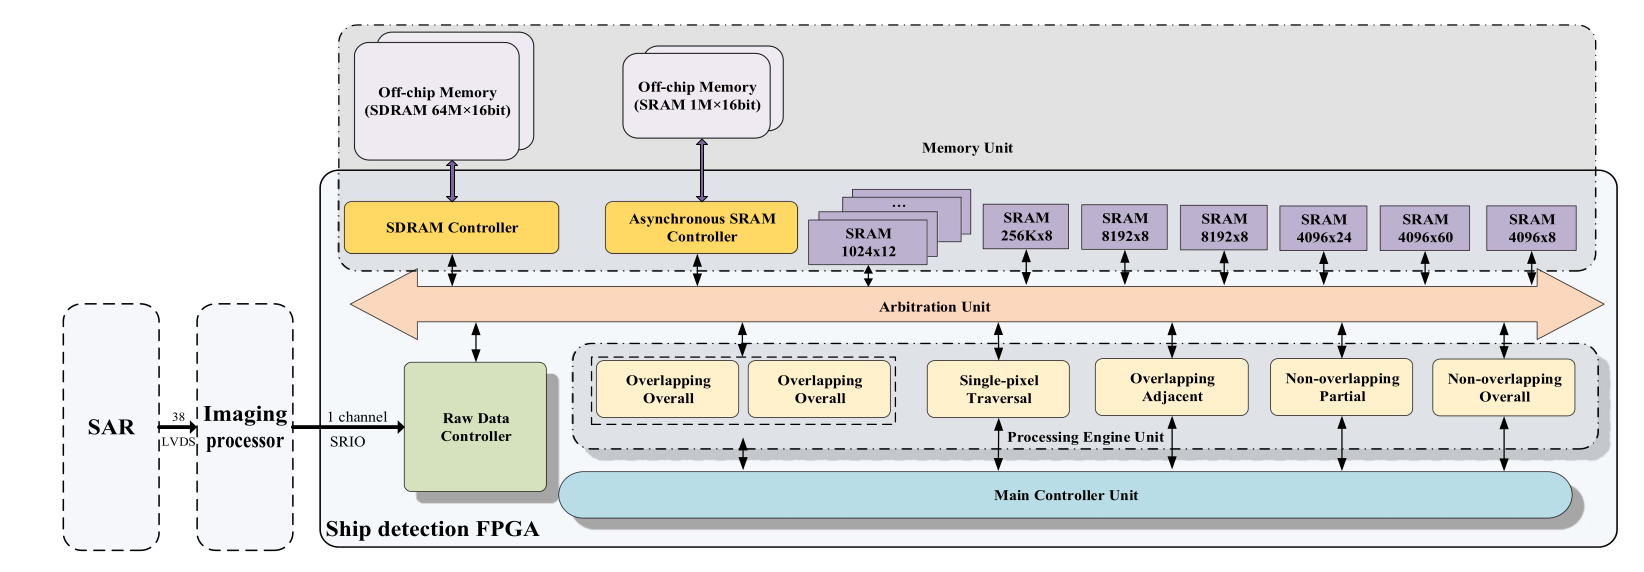 Off-chip Memory
(SDRAM 64M×16bit)
Off-chip Memory
(SRAM 1M×16bit)
Memory Unit
SDRAM Controller
Asynchronous SRAM
Controller
...
SRAM
1024x12
SRAM
256Kx8
SRAM
8192x8
SRAM
8192x8
SRAM
4096x24
SRAM
4096x60
SRAM
4096x8
Arbitration Unit
SAR
38
LVDS
Imaging
processor
1 channel
SRIO
Raw Data
Controller
Overlapping
Overall
Overlapping
Overall
Single-pixel
Traversal
Overlapping
Adjacent
Non-overlapping
Partial
Non-overlapping
Overall
Processing Engine Unit
Main Controller Unit
Ship detection FPGA